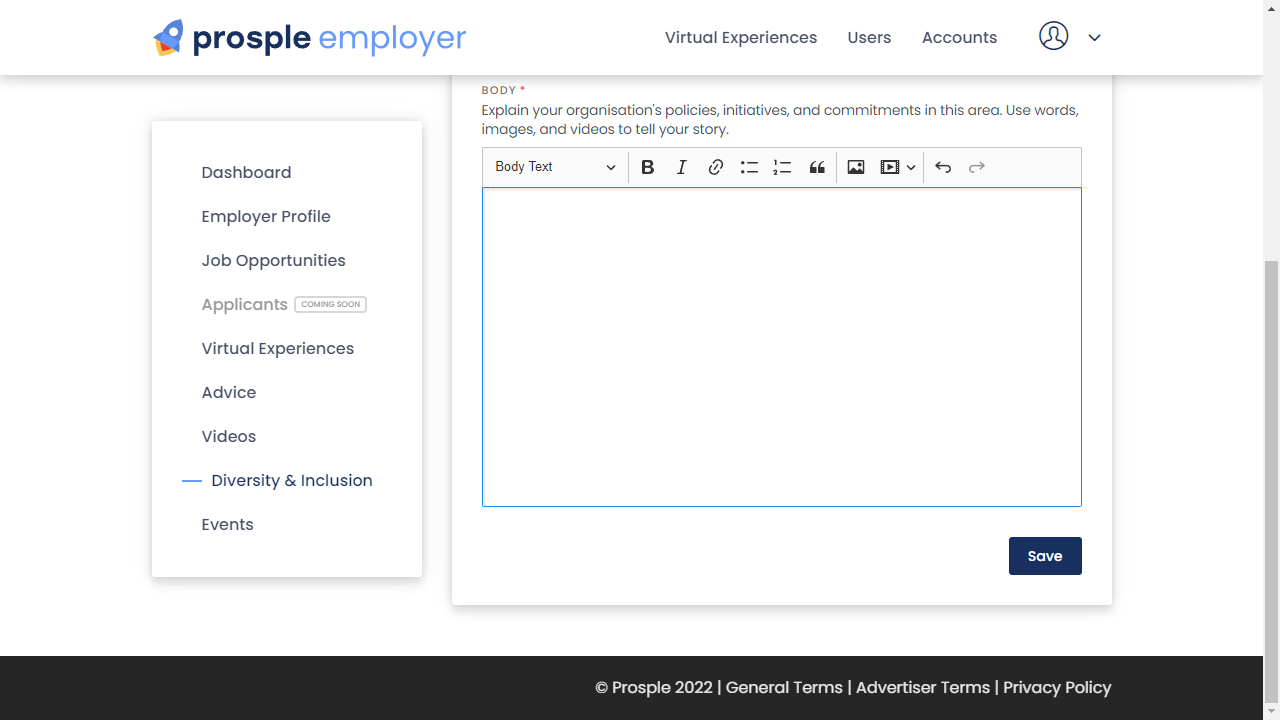 prosple employer
Virtual Experiences
Users
Accounts
Dashboard
Employer Profile
Job Opportunities
Applicants COMING SOON
Virtual Experiences
Advice
Videos
Diversity & Inclusion
Events
BODY *
Explain your organisation's policies, initiatives, and commitments in this area. Use words,
images, and videos to tell your story.
Body Text
Save
© Prosple 2022 | General Terms | Advertiser Terms | Privacy Policy